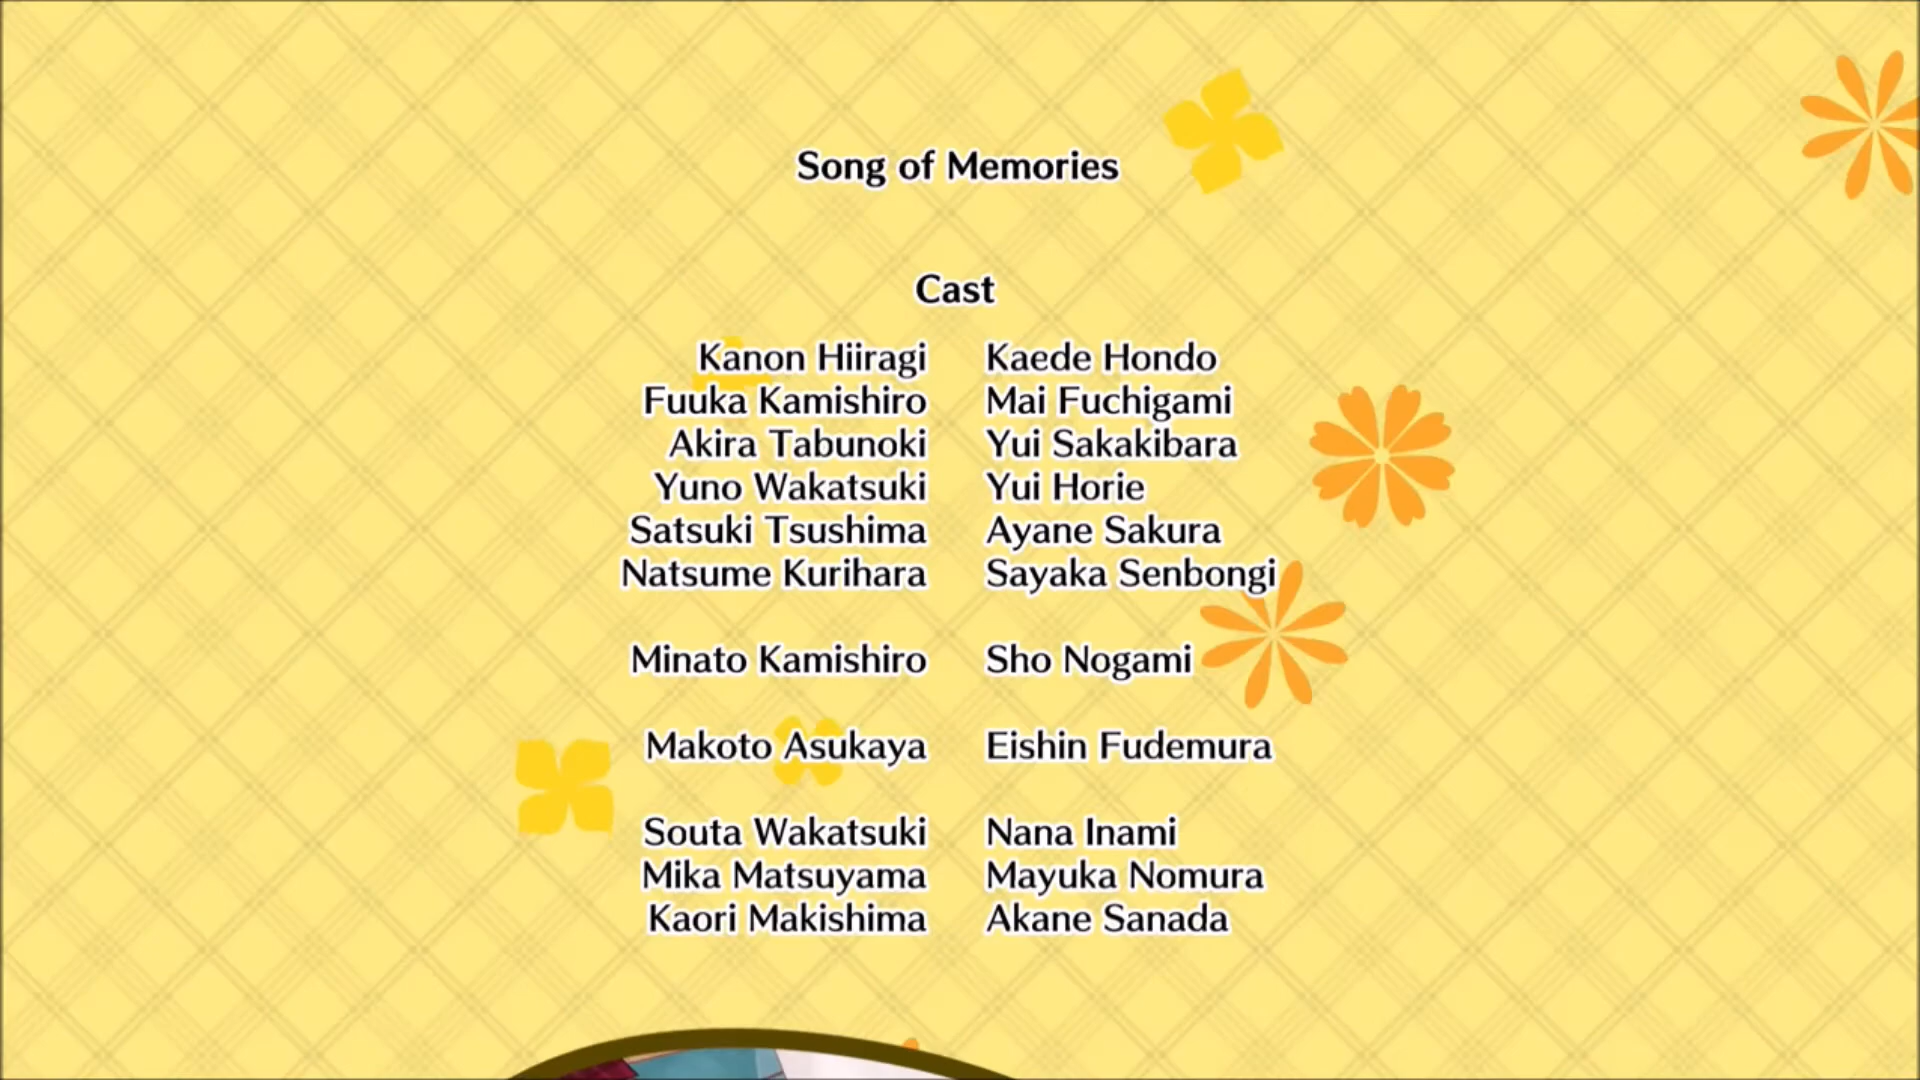 Song of Memories
Cast
Kanon Hiiragi Kaede Hondo
Fuuka Kamishiro Mai Fuchigami
Akira Tabunoki Yui Sakakibara
Yuno Wakatsuki Yui Horie
Satsuki Tsushima Ayane Sakura
Natsume Kurihara Sayaka Senbongi
Minato Kamishiro Sho Nogami
Makoto Asukaya Eishin Fudemura
Souta Wakatsuki Nana Inami
Mika Matsuyama Mayuka Nomura
Kaori Makishima Akane Sanada